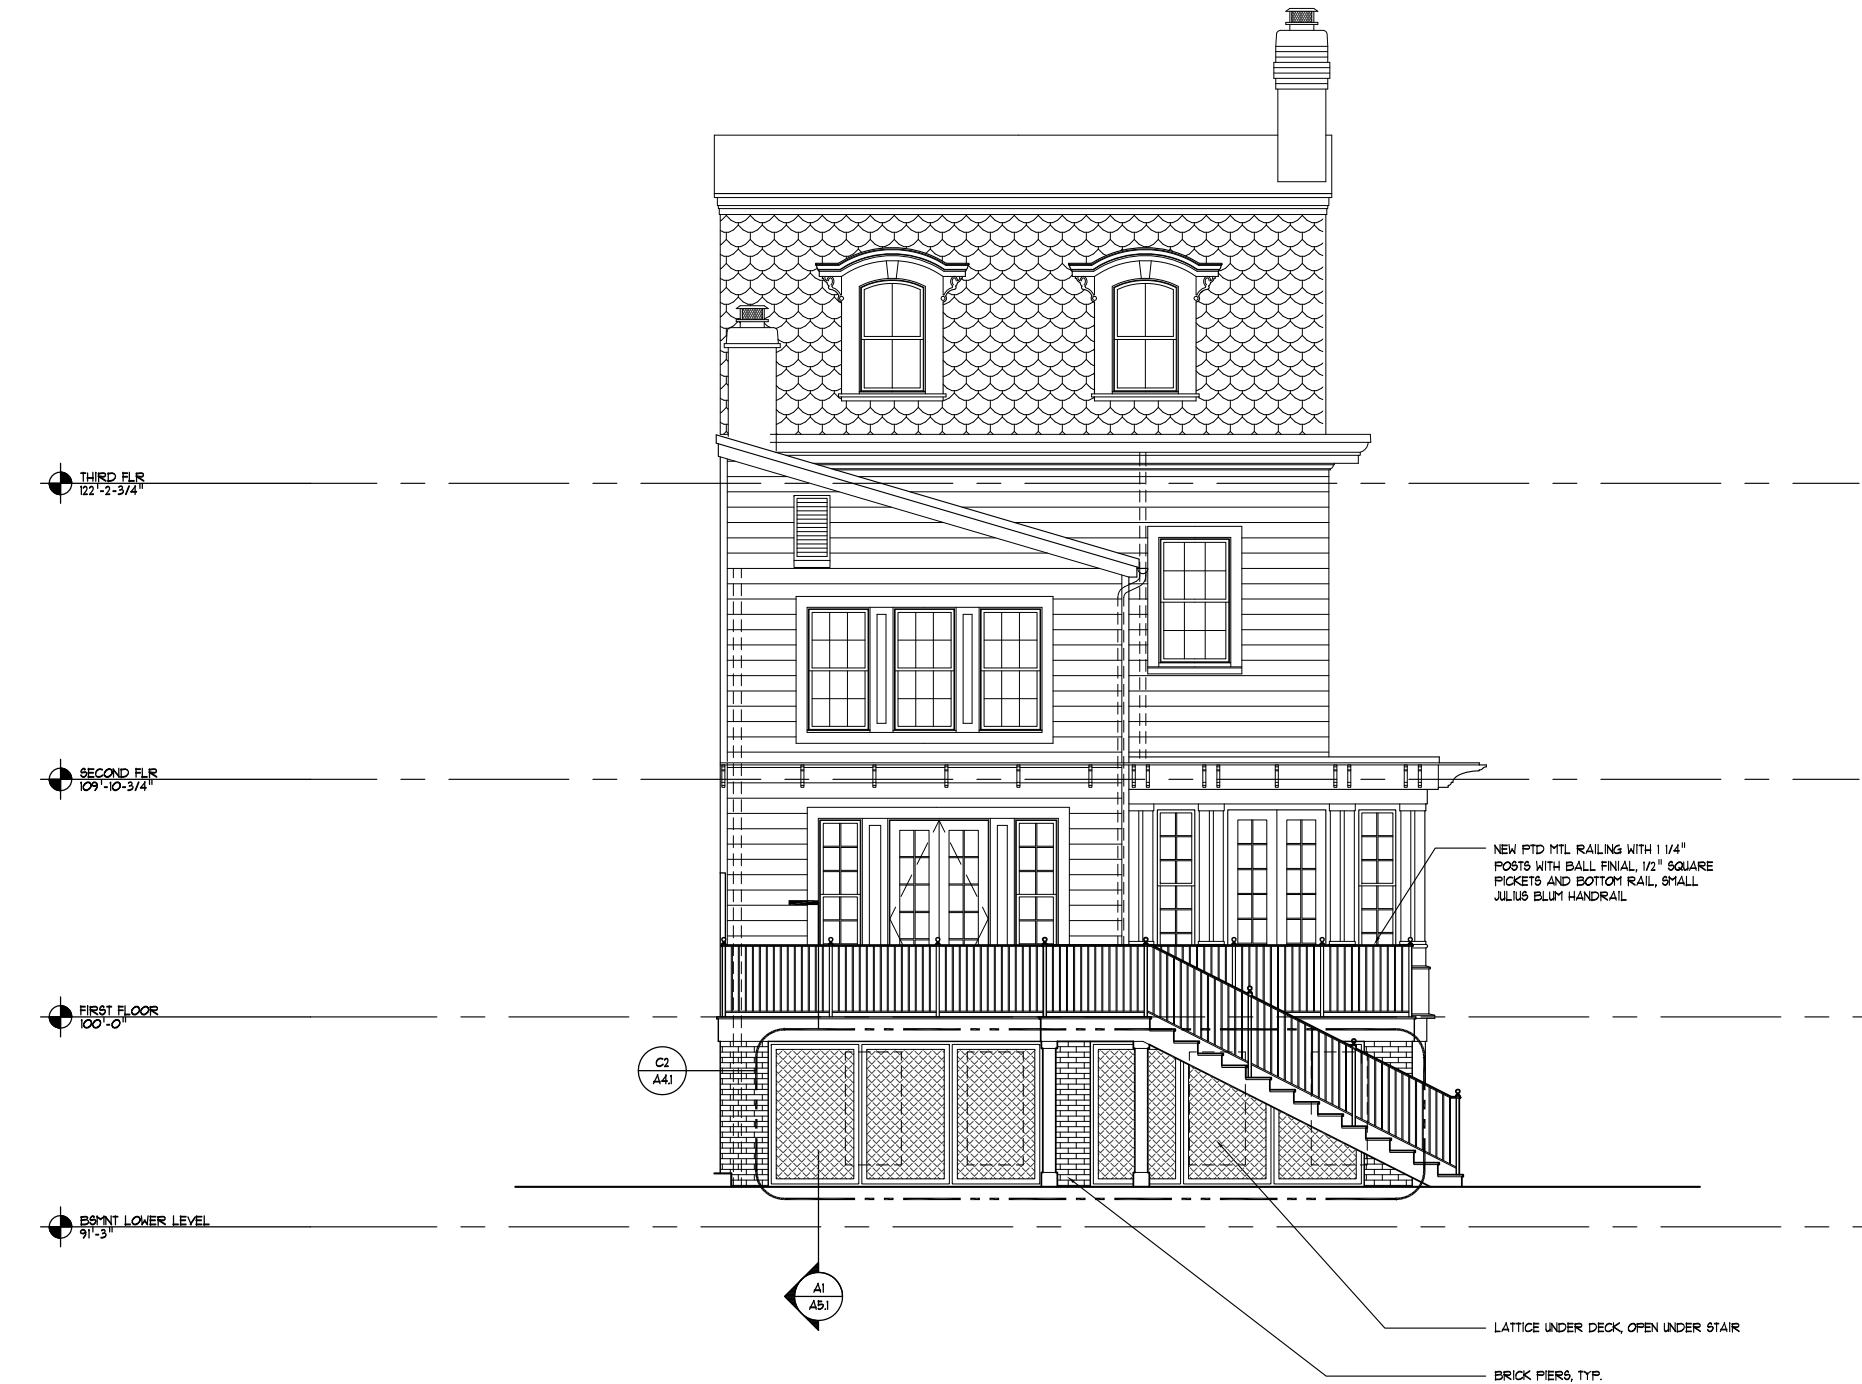 THIRD FLR
122'-2-3/4"
SECOND FLR
109'-10-3/4"
NEW PTD MTL RAILING WITH 1 1/4"
POSTS WITH BALL FINIAL, 1/2" SQUARE
PICKETS AND BOTTOM RAIL, SMALL
JULIUS BLUM HANDRAIL
FIRST FLOOR
100'-0"
C2
A4.1
BSMNT LOWER LEVEL
91'-3"
A1
A5.1
LATTICE UNDER DECK, OPEN UNDER STAIR
BRICK PIERS, TYP.